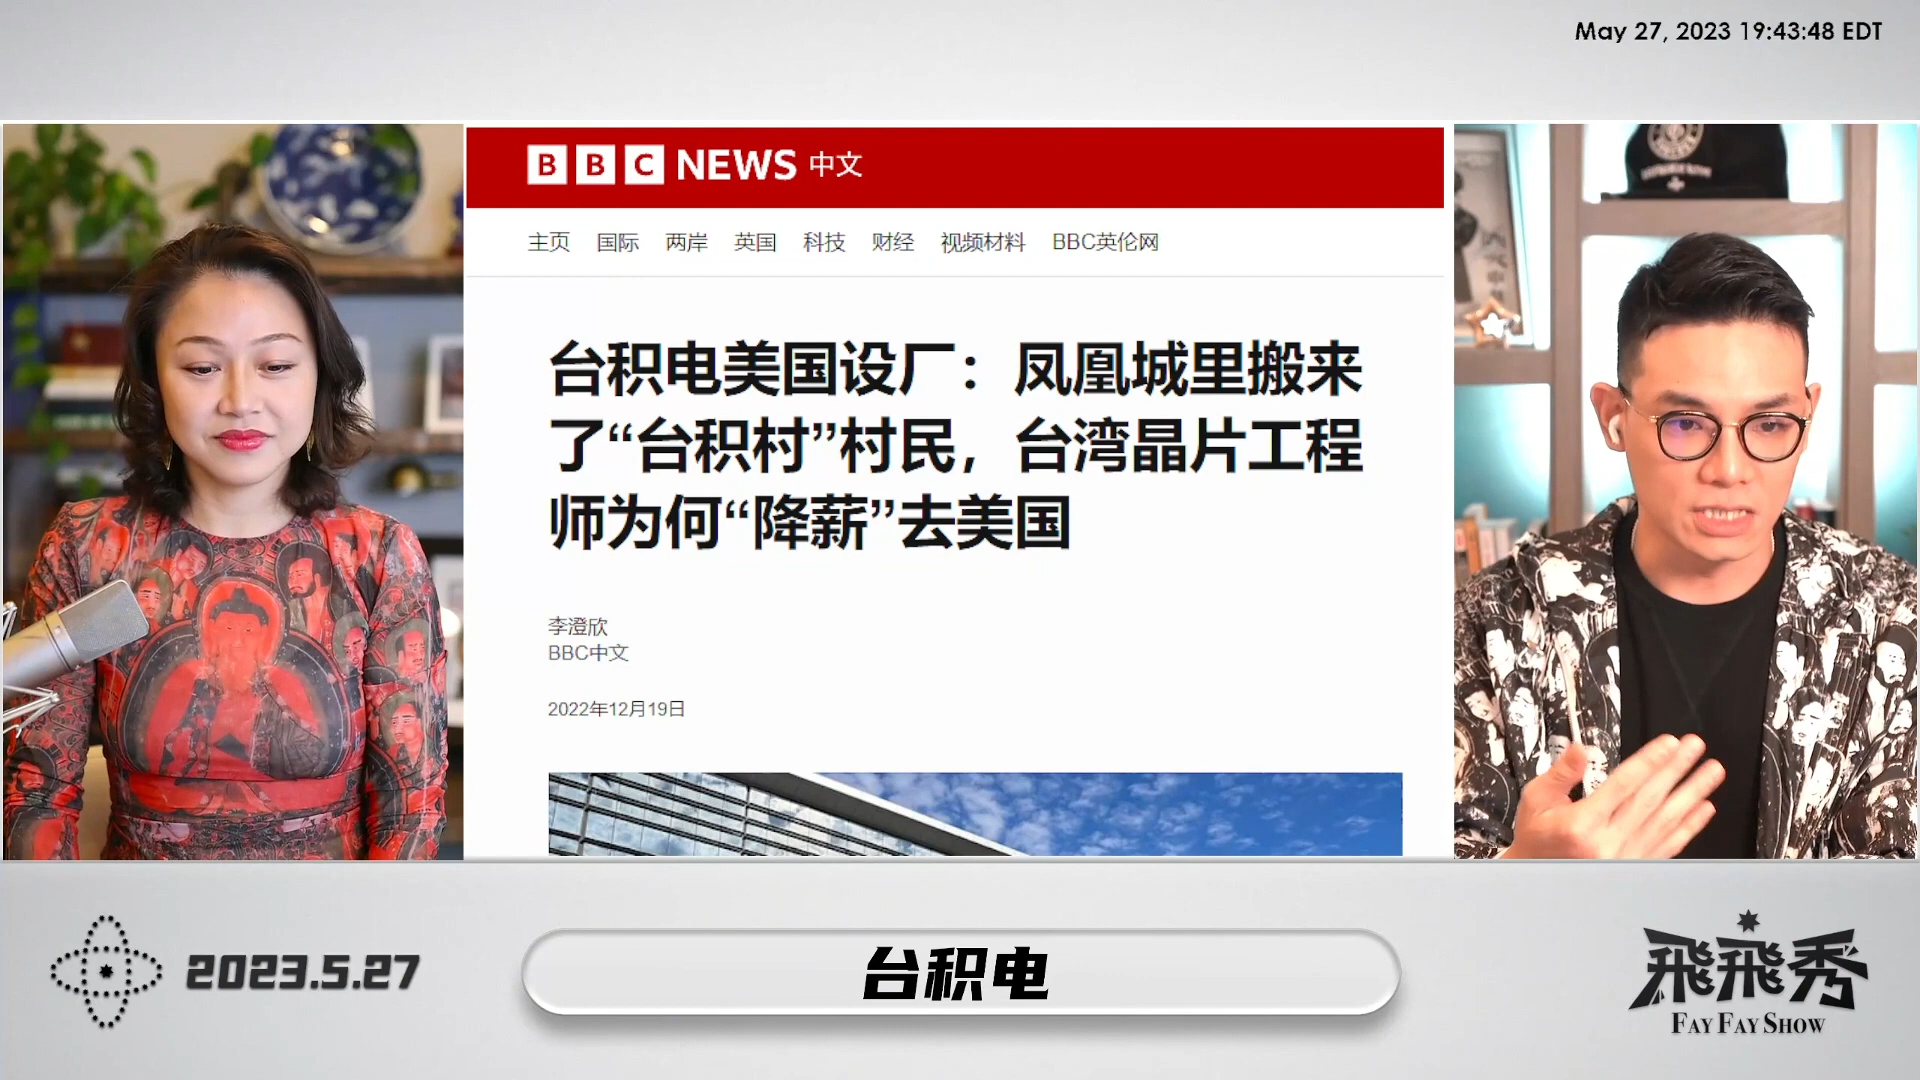 May 27, 2023 19:43:48 EDT
BBC NEWS 中文
主页 国际 两岸 英国 科技 财经 视频材料 BBC英伦网
台积电美国设厂：凤凰城里搬来
了“台积村”村民，台湾晶片工程
师为何“降薪”去美国
李澄欣
BBC中文
2022年12月19日
2023.5.27
台积电
飛飛秀
FAY FAY SHOW